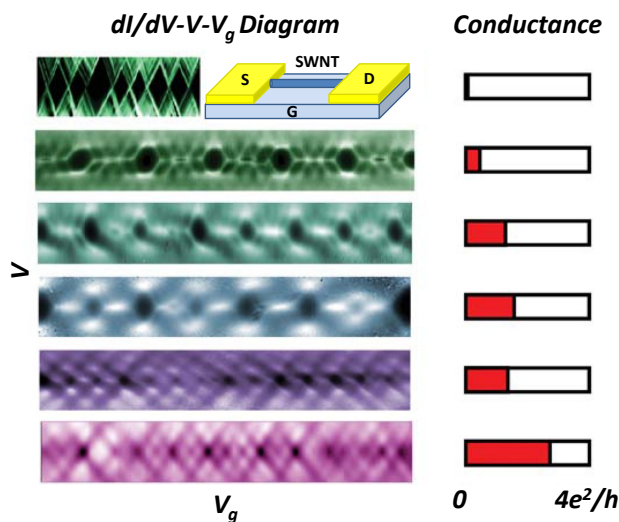 dI/dV-V-Vg Diagram
Conductance
SWNT
S
D
G
V
Vg
0
4e²/h